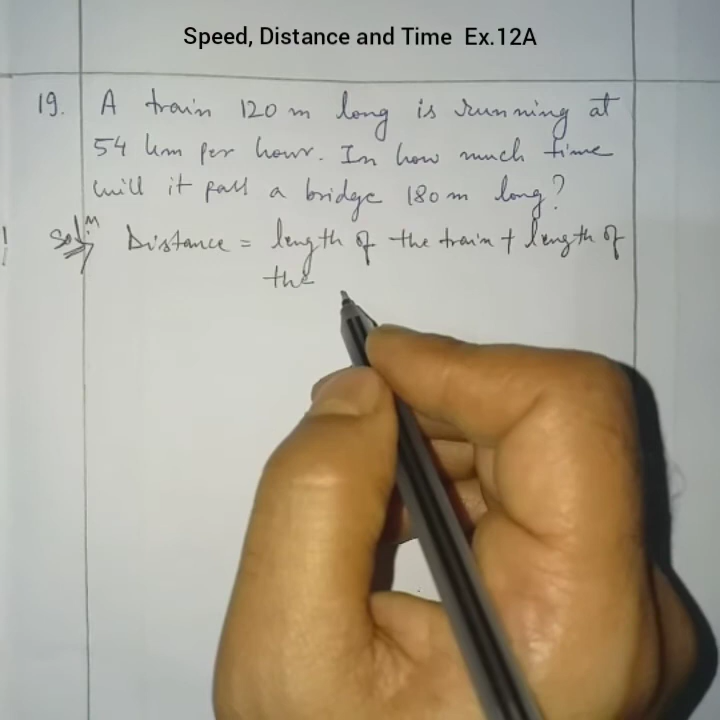 Speed, Distance and Time Ex.12A
19. A train 120 m long is running at
54 km per hour. In how much time
will it pass a bridge 180 m long?
Solⁿ Distance = length of the train + length of
the